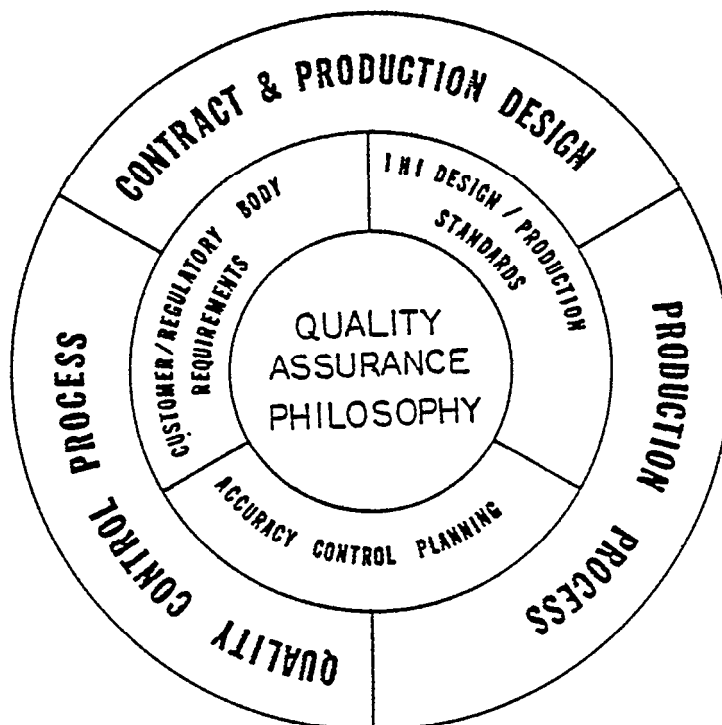 CONTRACT & PRODUCTION DESIGN
CUSTOMER/REGULATORY BODY
REQUIREMENTS
IHI DESIGN/PRODUCTION
STANDARDS
QUALITY
ASSURANCE
PHILOSOPHY
ACCURACY CONTROL PLANNING
QUALITY CONTROL PROCESS
PRODUCTION PROCESS